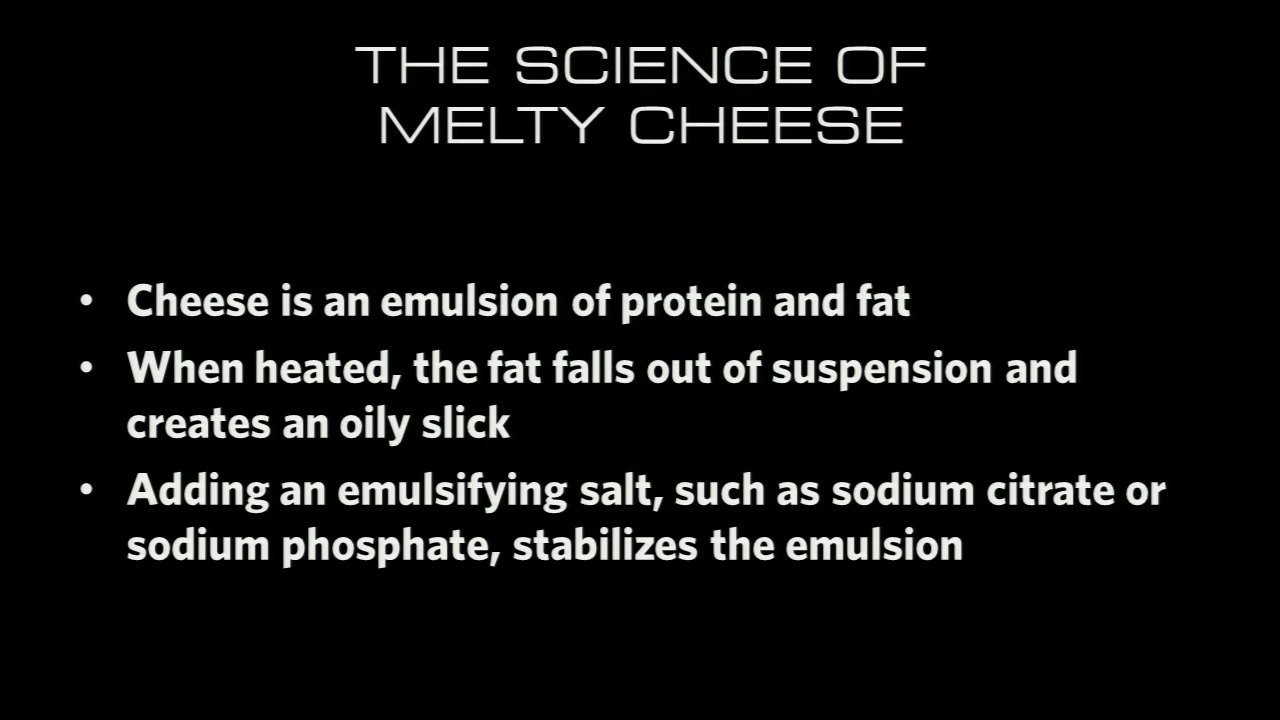 THE SCIENCE OF
MELTY CHEESE
• Cheese is an emulsion of protein and fat
• When heated, the fat falls out of suspension and
creates an oily slick
• Adding an emulsifying salt, such as sodium citrate or
sodium phosphate, stabilizes the emulsion